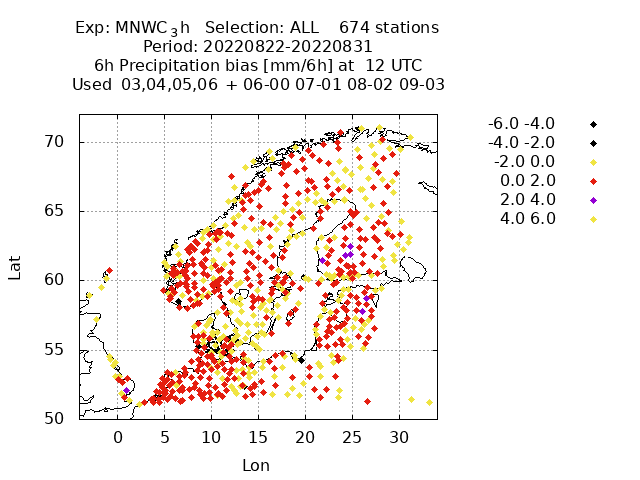 Exp: MNWC3h Selection: ALL 674 stations
Period: 20220822-20220831
6h Precipitation bias [mm/6h] at 12 UTC
Used 03,04,05,06 + 06-00 07-01 08-02 09-03
-6.0 -4.0
-4.0 -2.0
-2.0 0.0
0.0 2.0
2.0 4.0
4.0 6.0
70
65
60
55
50
Lat
0 5 10 15 20 25 30
Lon